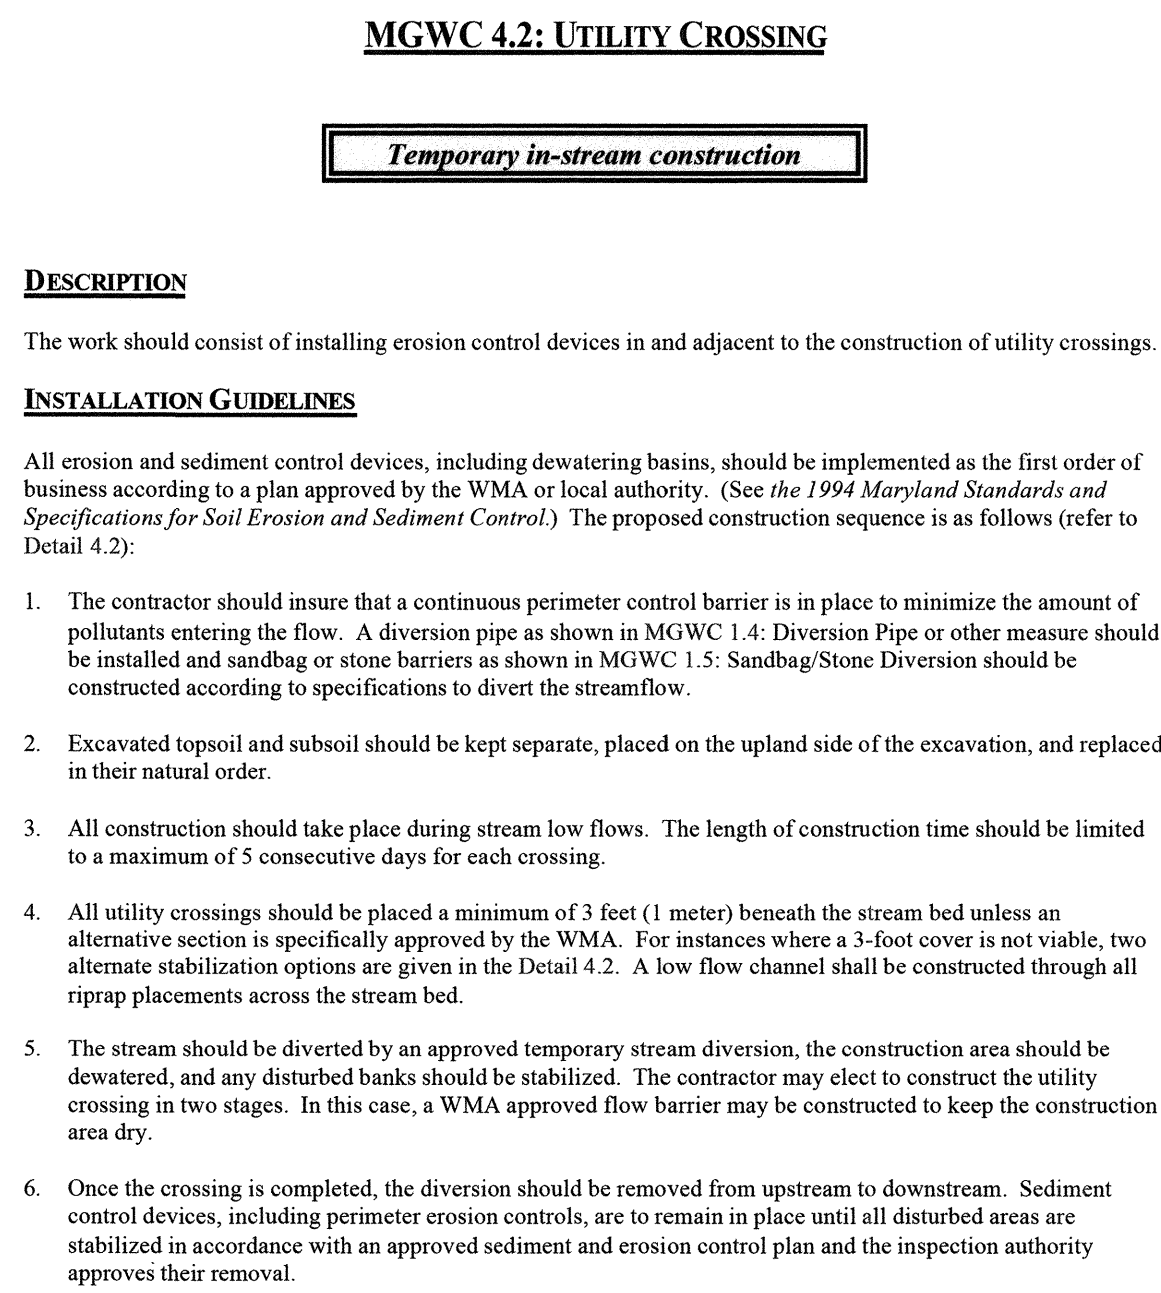 MGWC 4.2: UTILITY CROSSING
Temporary in-stream construction
DESCRIPTION
The work should consist of installing erosion control devices in and adjacent to the construction of utility crossings.
INSTALLATION GUIDELINES
All erosion and sediment control devices, including dewatering basins, should be implemented as the first order of
business according to a plan approved by the WMA or local authority. (See the 1994 Maryland Standards and
Specifications for Soil Erosion and Sediment Control.) The proposed construction sequence is as follows (refer to
Detail 4.2):
1. The contractor should insure that a continuous perimeter control barrier is in place to minimize the amount of
pollutants entering the flow. A diversion pipe as shown in MGWC 1.4: Diversion Pipe or other measure should
be installed and sandbag or stone barriers as shown in MGWC 1.5: Sandbag/Stone Diversion should be
constructed according to specifications to divert the streamflow.
2. Excavated topsoil and subsoil should be kept separate, placed on the upland side of the excavation, and replaced
in their natural order.
3. All construction should take place during stream low flows. The length of construction time should be limited
to a maximum of 5 consecutive days for each crossing.
4. All utility crossings should be placed a minimum of 3 feet (1 meter) beneath the stream bed unless an
alternative section is specifically approved by the WMA. For instances where a 3-foot cover is not viable, two
alternate stabilization options are given in the Detail 4.2. A low flow channel shall be constructed through all
riprap placements across the stream bed.
5. The stream should be diverted by an approved temporary stream diversion, the construction area should be
dewatered, and any disturbed banks should be stabilized. The contractor may elect to construct the utility
crossing in two stages. In this case, a WMA approved flow barrier may be constructed to keep the construction
area dry.
6. Once the crossing is completed, the diversion should be removed from upstream to downstream. Sediment
control devices, including perimeter erosion controls, are to remain in place until all disturbed areas are
stabilized in accordance with an approved sediment and erosion control plan and the inspection authority
approves their removal.